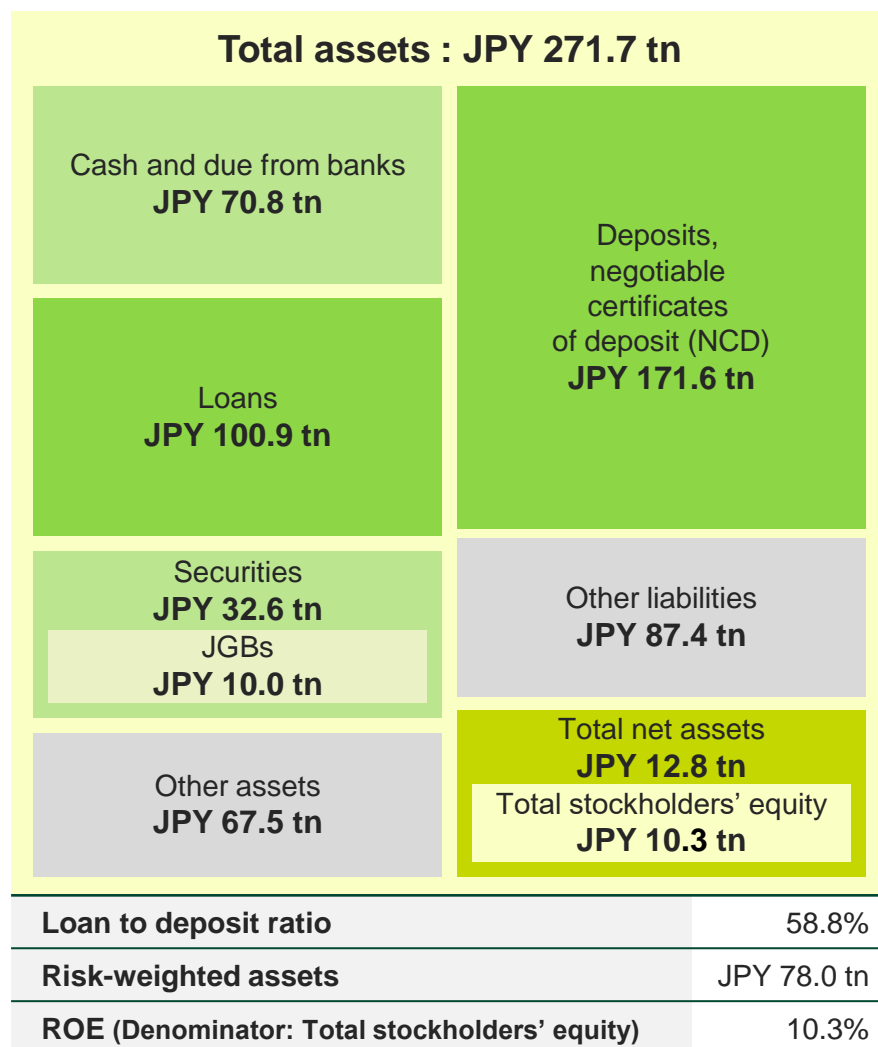 Total assets : JPY 271.7 tn
Cash and due from banks
JPY 70.8 tn
Loans
JPY 100.9 tn
Securities
JPY 32.6 tn
JGBs
JPY 10.0 tn
Other assets
JPY 67.5 tn
Deposits,
negotiable
certificates
of deposit (NCD)
JPY 171.6 tn
Other liabilities
JPY 87.4 tn
Total net assets
JPY 12.8 tn
Total stockholders’ equity
JPY 10.3 tn
Loan to deposit ratio 58.8%
Risk-weighted assets JPY 78.0 tn
ROE (Denominator: Total stockholders’ equity) 10.3%